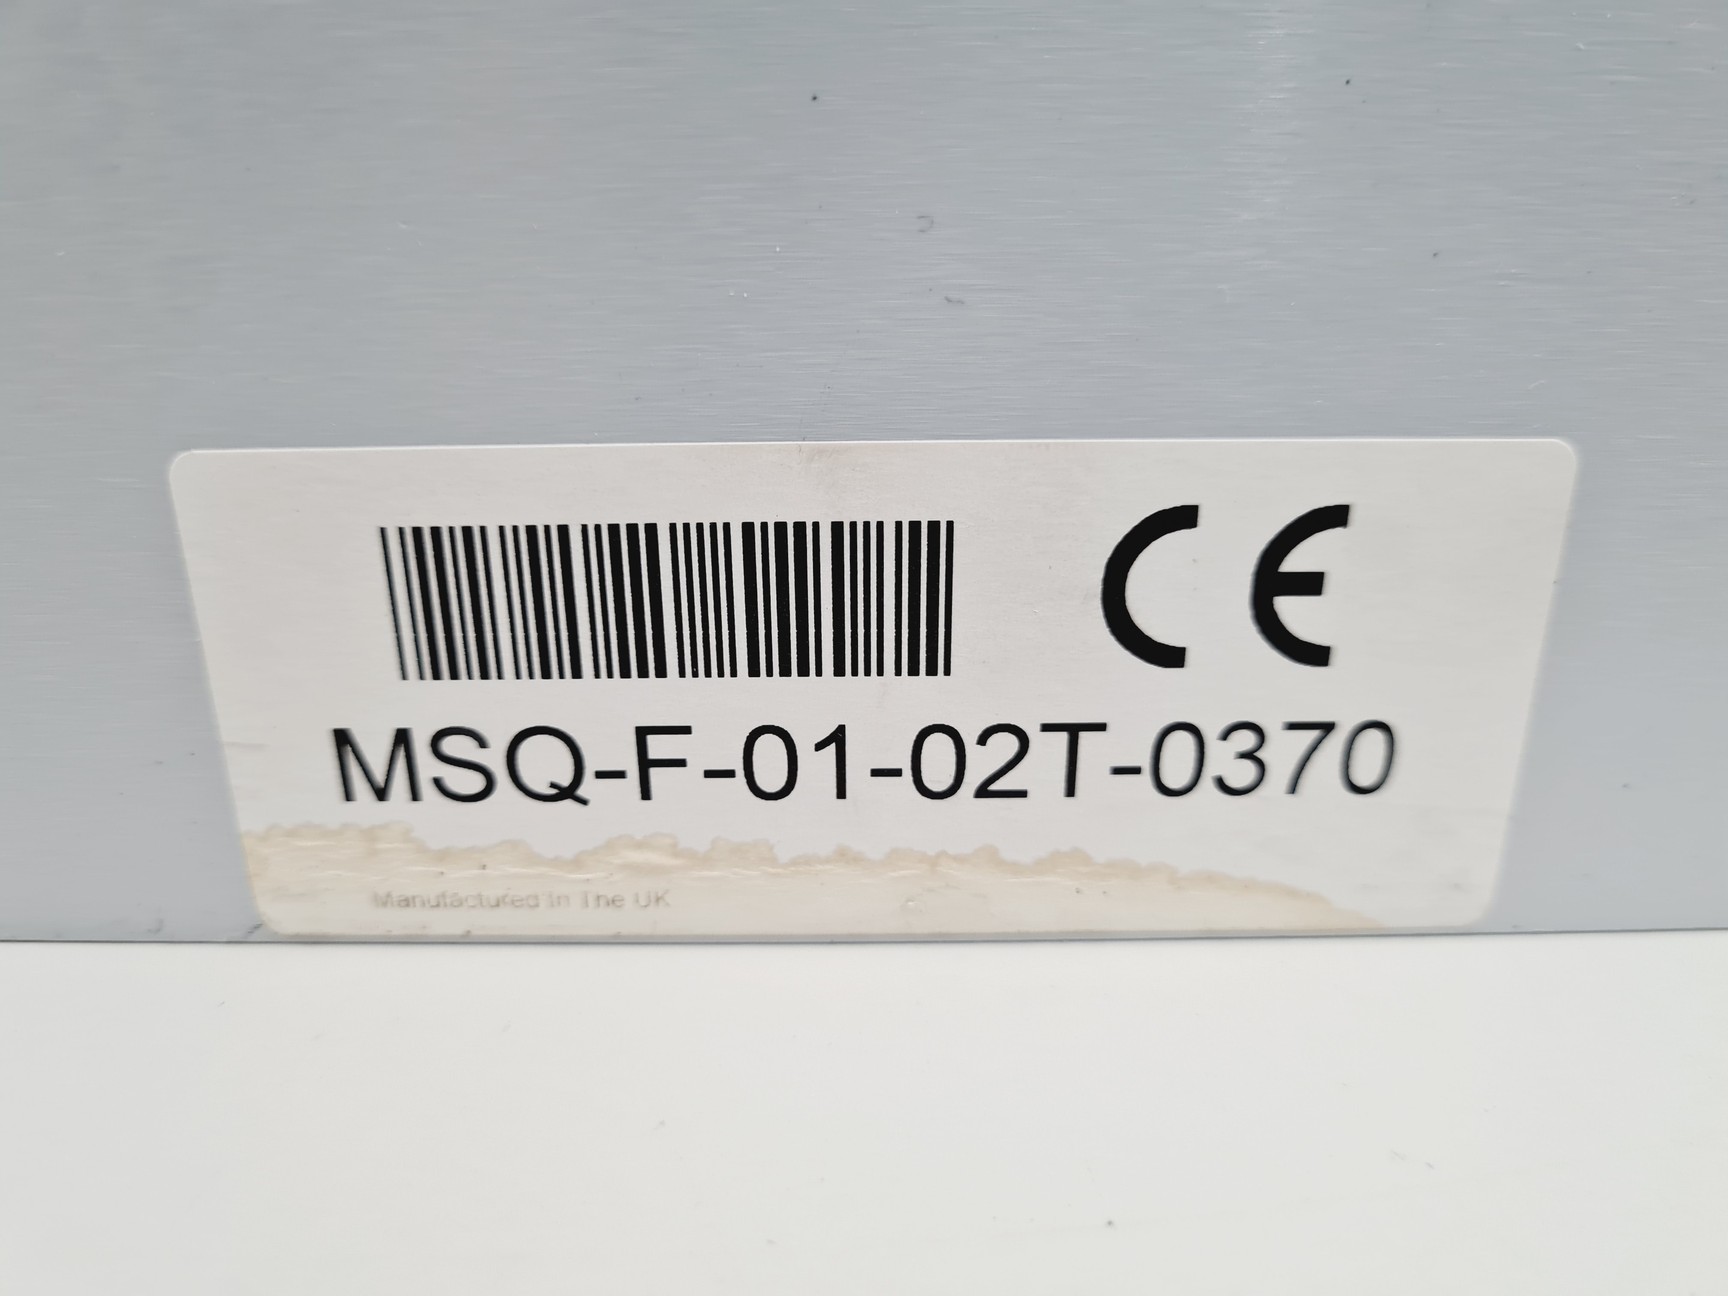 CE
MSQ-F-01-02T-0370
Manufactured In The UK